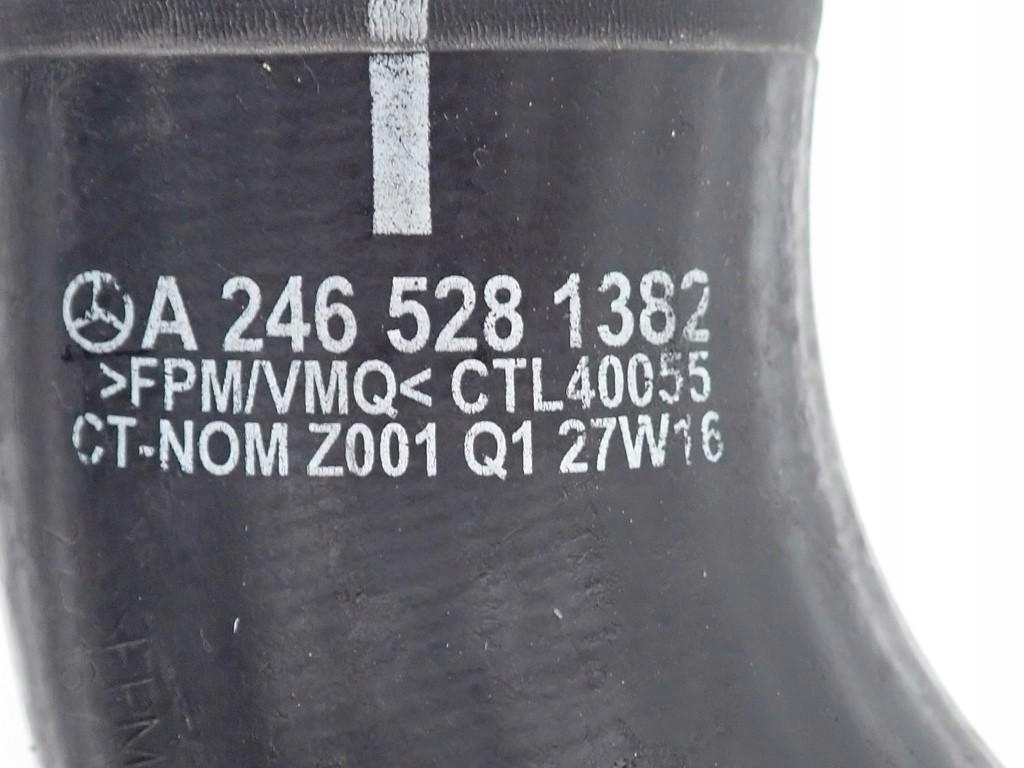 A 246 528 1382
>FPM/VMQ< CTL40055
CT-NOM Z001 Q1 27W16